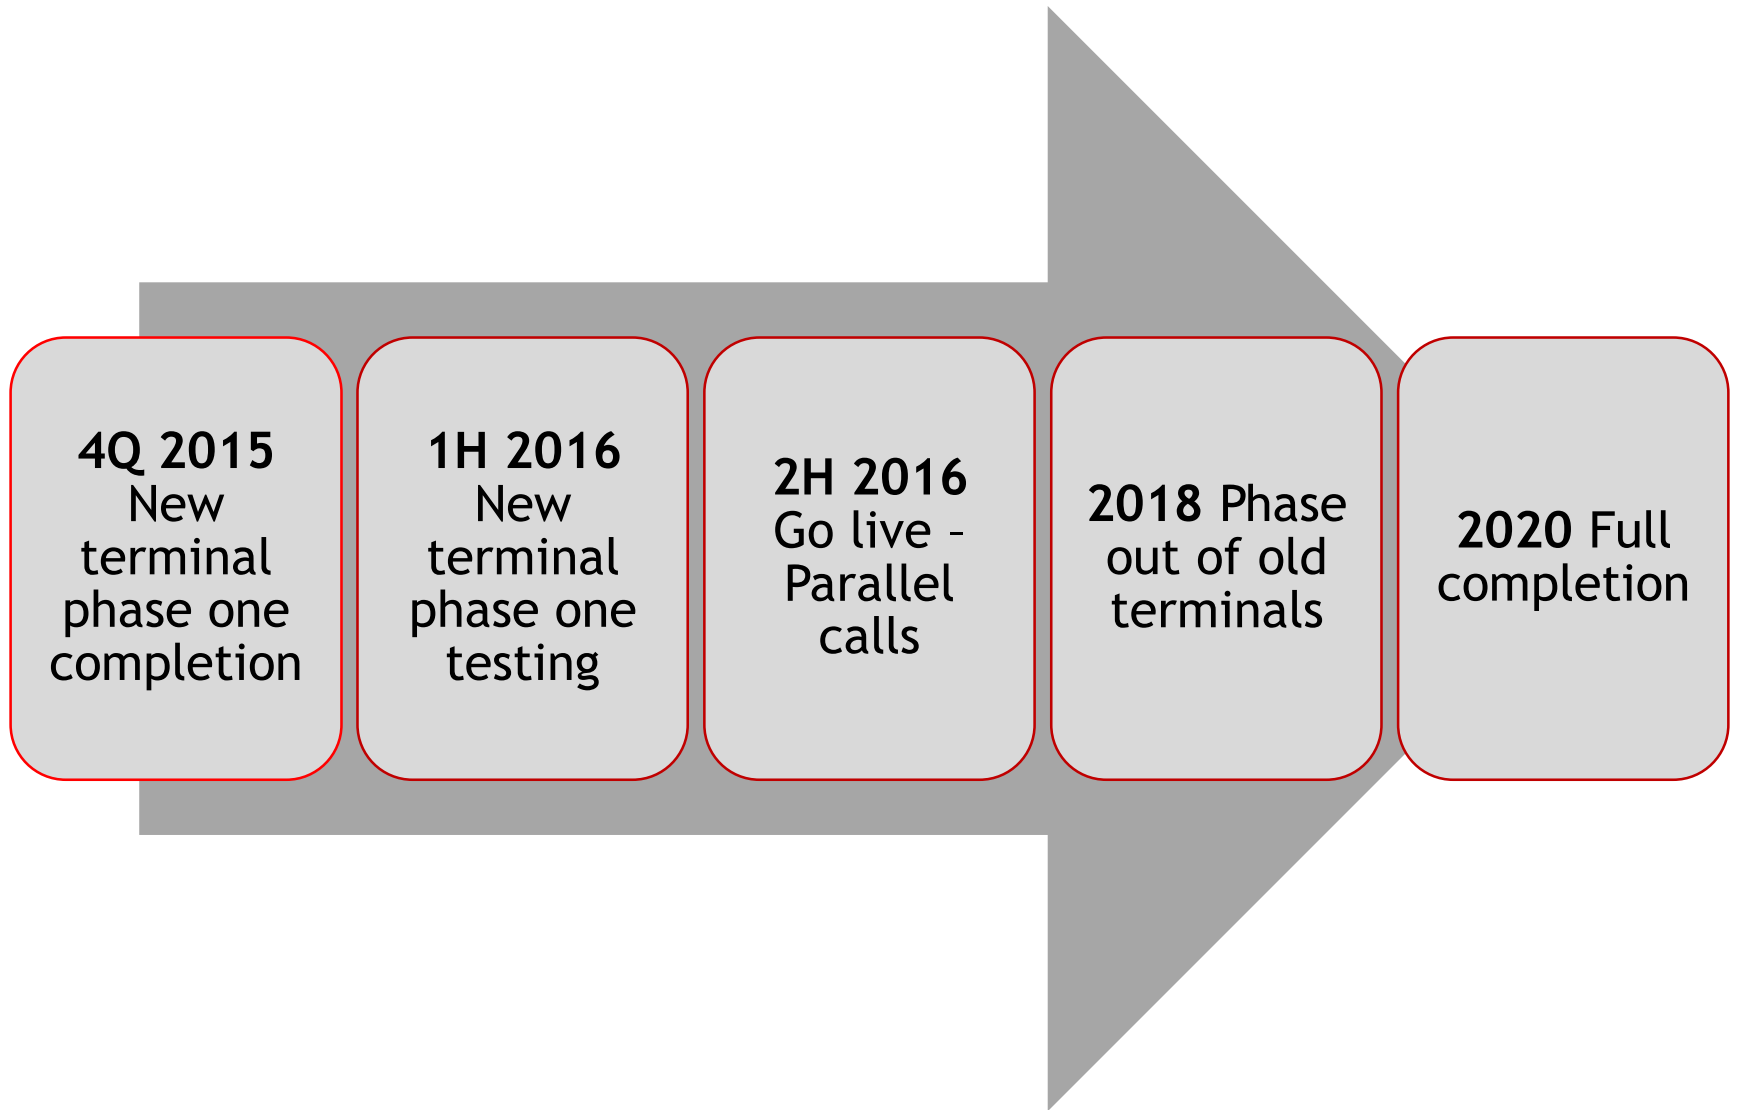 4Q 2015
New
terminal
phase one
completion
1H 2016
New
terminal
phase one
testing
2H 2016
Go live –
Parallel
calls
2018 Phase
out of old
terminals
2020 Full
completion